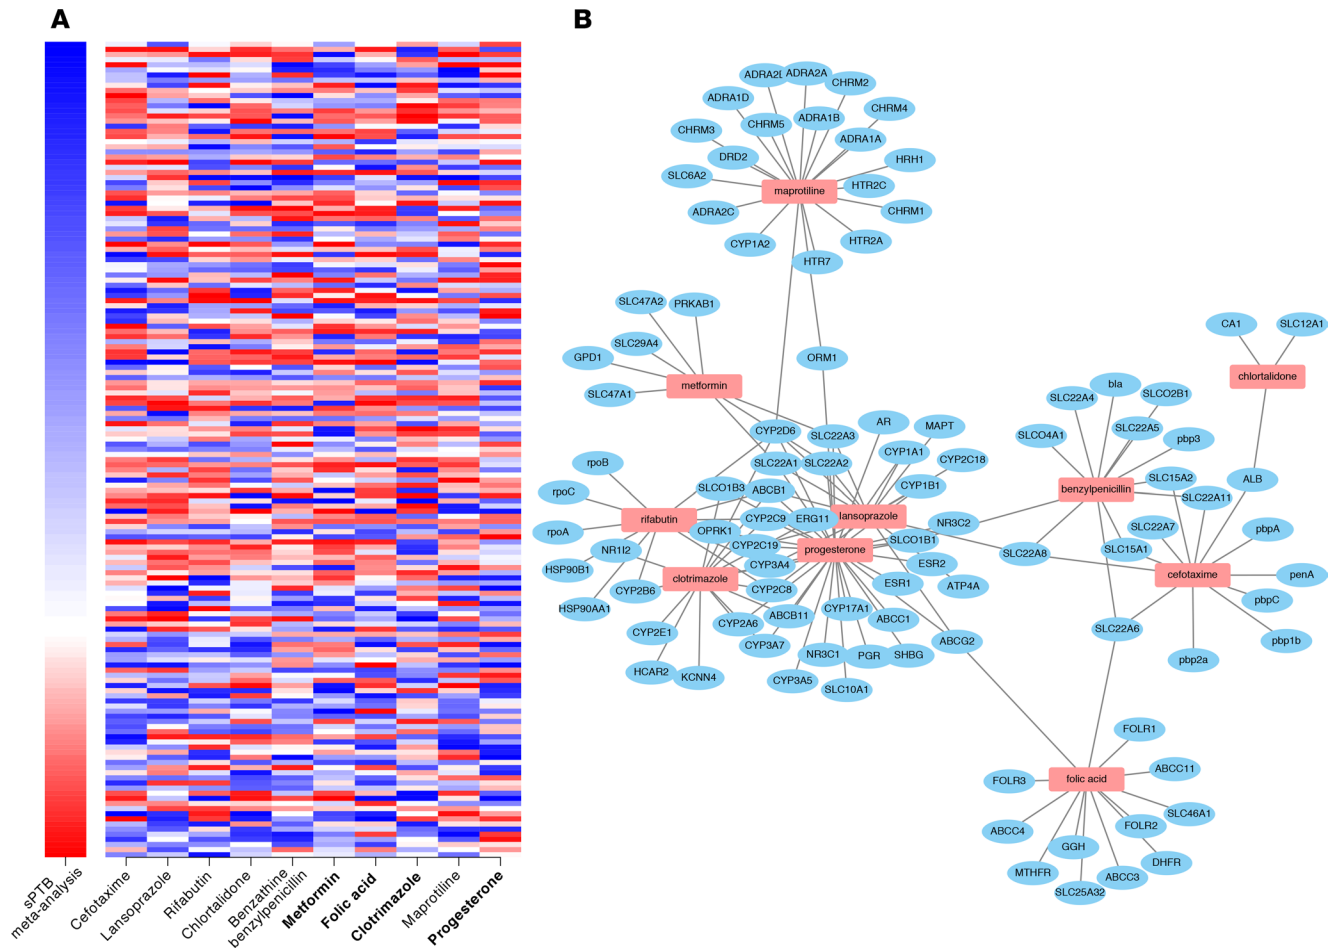 A
B
sPTB
meta-analysis
Cefotaxime
Lansoprazole
Rifabutin
Chlortalidone
Benzathine
benzylpenicillin
Metformin
Folic acid
Clotrimazole
Maprotiline
Progesterone
ADRA2A
CHRM2
ADRA1D
CHRM4
CHRM5
ADRA1B
CHRM3
ADRA1A
DRD2
HRH1
SLC6A2
maprotiline
HTR2C
ADRA2C
CHRM1
CYP1A2
HTR2A
HTR7
SLC47A2
PRKAB1
CA1
SLC12A1
SLC29A4
GPD1
ORM1
metformin
chlortalidone
SLC47A1
bla
SLC22A4
SLCO2B1
AR
MAPT
CYP2D6
SLC22A3
SLCO4A1
SLC22A5
pbp3
CYP1A1
rpoB
SLC22A1
SLC22A2
CYP2C18
SLC15A2
ALB
rpoC
SLCO1B3
ABCB1
CYP1B1
benzylpenicillin
SLC22A11
rifabutin
CYP2C9
ERG11
lansoprazole
NR3C2
rpoA
OPRK1
SLC22A7
pbpA
NR1I2
CYP2C19
progesterone
SLCO1B1
SLC22A8
SLC15A1
HSP90B1
CYP3A4
ESR2
clotrimazole
ESR1
ATP4A
cefotaxime
penA
HSP90AA1
CYP2B6
CYP2C8
pbpC
CYP17A1
ABCB11
ABCC1
CYP2E1
CYP2A6
SLC22A6
pbp1b
CYP3A7
NR3C1
PGR
SHBG
ABCG2
pbp2a
HCAR2
KCNN4
CYP3A5
SLC10A1
FOLR1
FOLR3
folic acid
ABCC11
SLC46A1
ABCC4
FOLR2
GGH
DHFR
MTHFR
ABCC3
SLC25A32